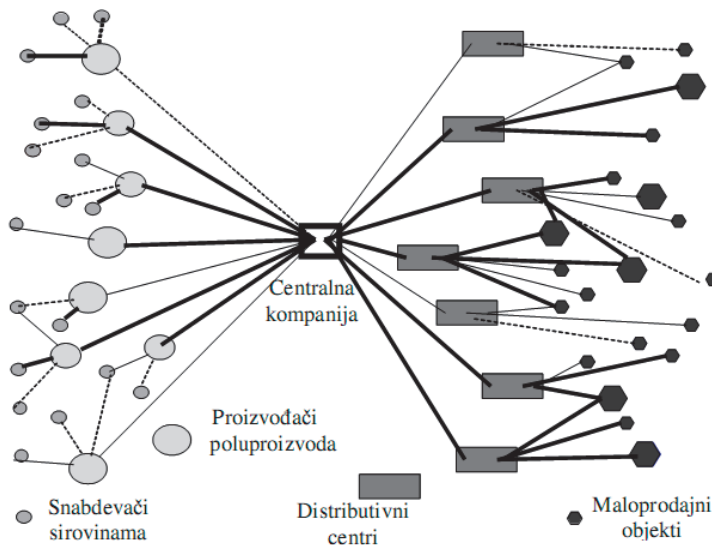 Centralna
kompanija
Proizvođači
poluproizvoda
Snabdevači
sirovinama
Distributivni
centri
Maloprodajni
objekti